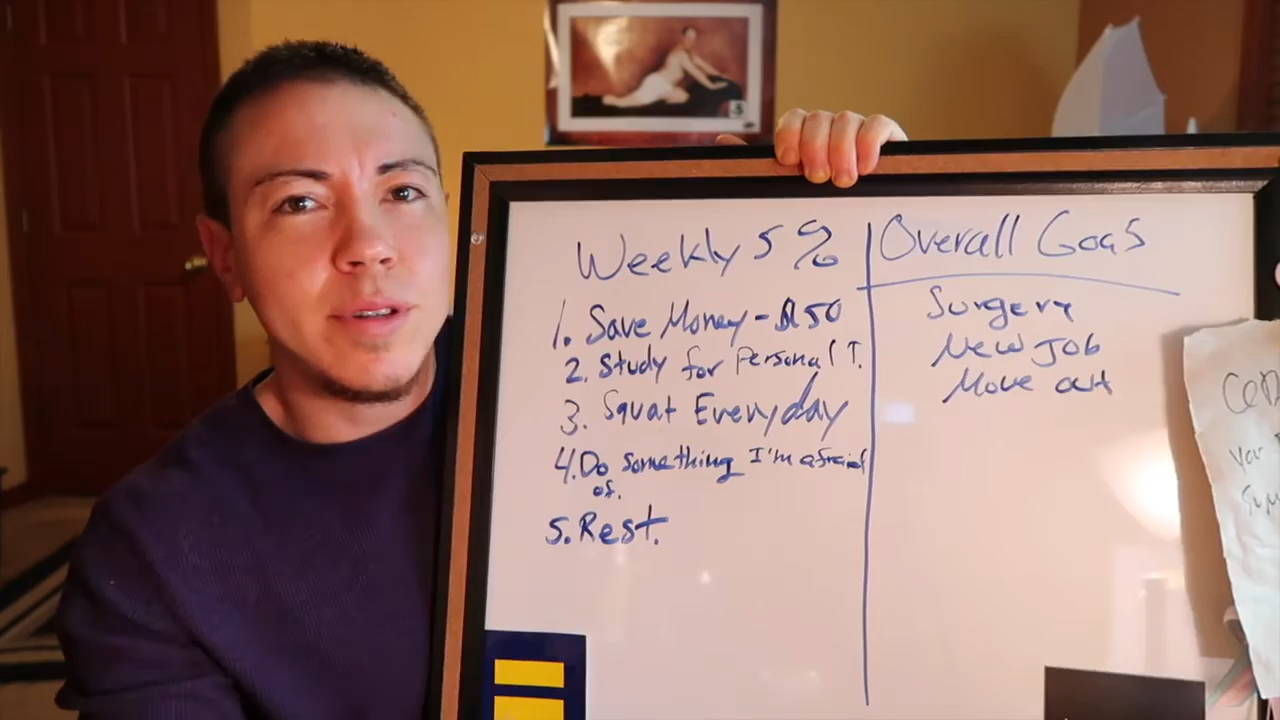 Weekly 5 %
1. Save Money - $50
2. Study for Personal T.
3. Squat Everyday
4. Do something I'm afraid
of.
5. Rest.
Overall Goals
Surgery
New Job
Move out
You